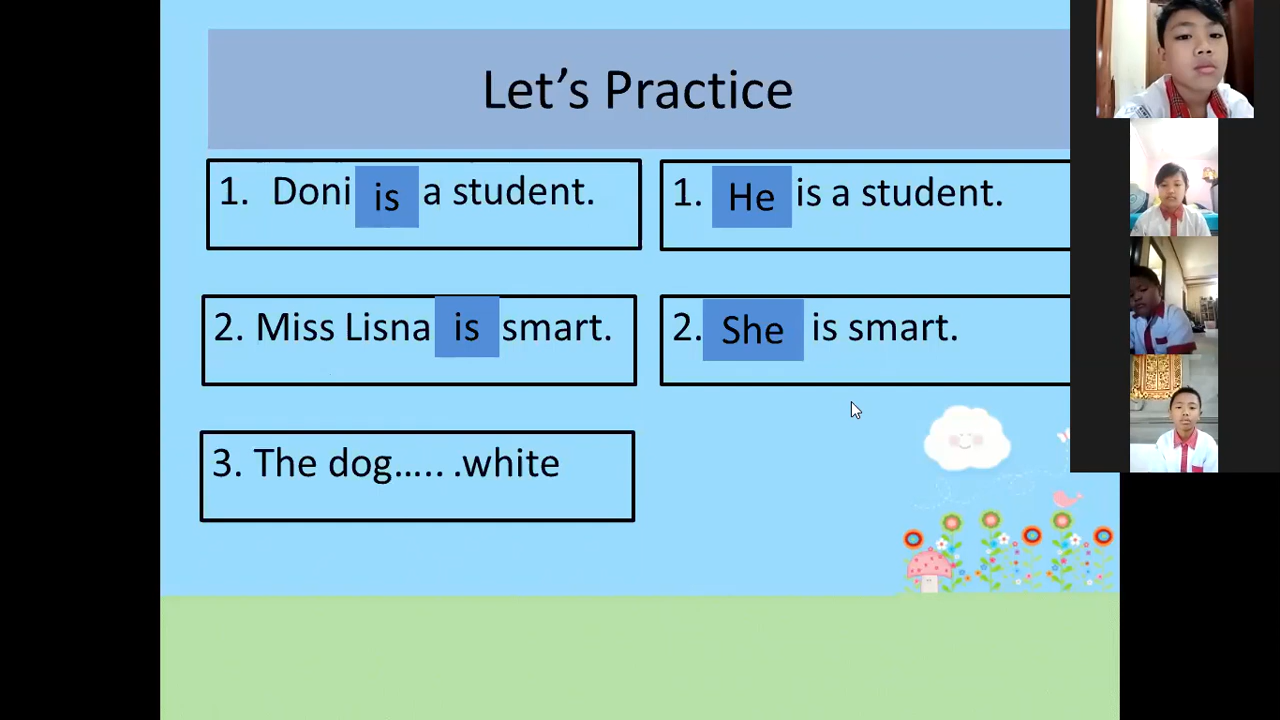 Let's Practice
1. Doni is a student.
1. He is a student.
2. Miss Lisna is smart.
2. She is smart.
3. The dog..... .white